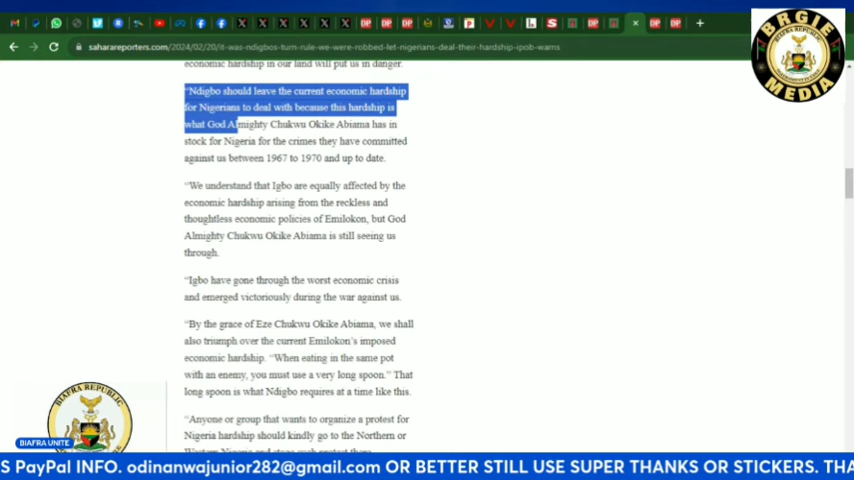 saharareporters.com/2024/02/20/it-was-ndigbos-turn-rule-we-were-robbed-let-nigerians-deal-their-hardship-ipob-warns
BRGIE
MEDIA
economic hardship in our land will put us in danger.
“Ndigbo should leave the current economic hardship
for Nigerians to deal with because this hardship is
what God Almighty Chukwu Okike Abiama has in
stock for Nigeria for the crimes they have committed
against us between 1967 to 1970 and up to date.
“We understand that Igbo are equally affected by the
economic hardship arising from the reckless and
thoughtless economic policies of Emilokon, but God
Almighty Chukwu Okike Abiama is still seeing us
through.
“Igbo have gone through the worst economic crisis
and emerged victoriously during the war against us.
“By the grace of Eze Chukwu Okike Abiama, we shall
also triumph over the current Emilokon’s imposed
economic hardship. “When eating in the same pot
with an enemy, you must use a very long spoon.” That
long spoon is what Ndigbo requires at a time like this.
“Anyone or group that wants to organize a protest for
Nigeria hardship should kindly go to the Northern or
Western Nigeria and stage such protest there
BIAFRA REPUBLIC
BIAFRA UNITE
S PayPal INFO. odinanwajunior282@gmail.com OR BETTER STILL USE SUPER THANKS OR STICKERS. THA